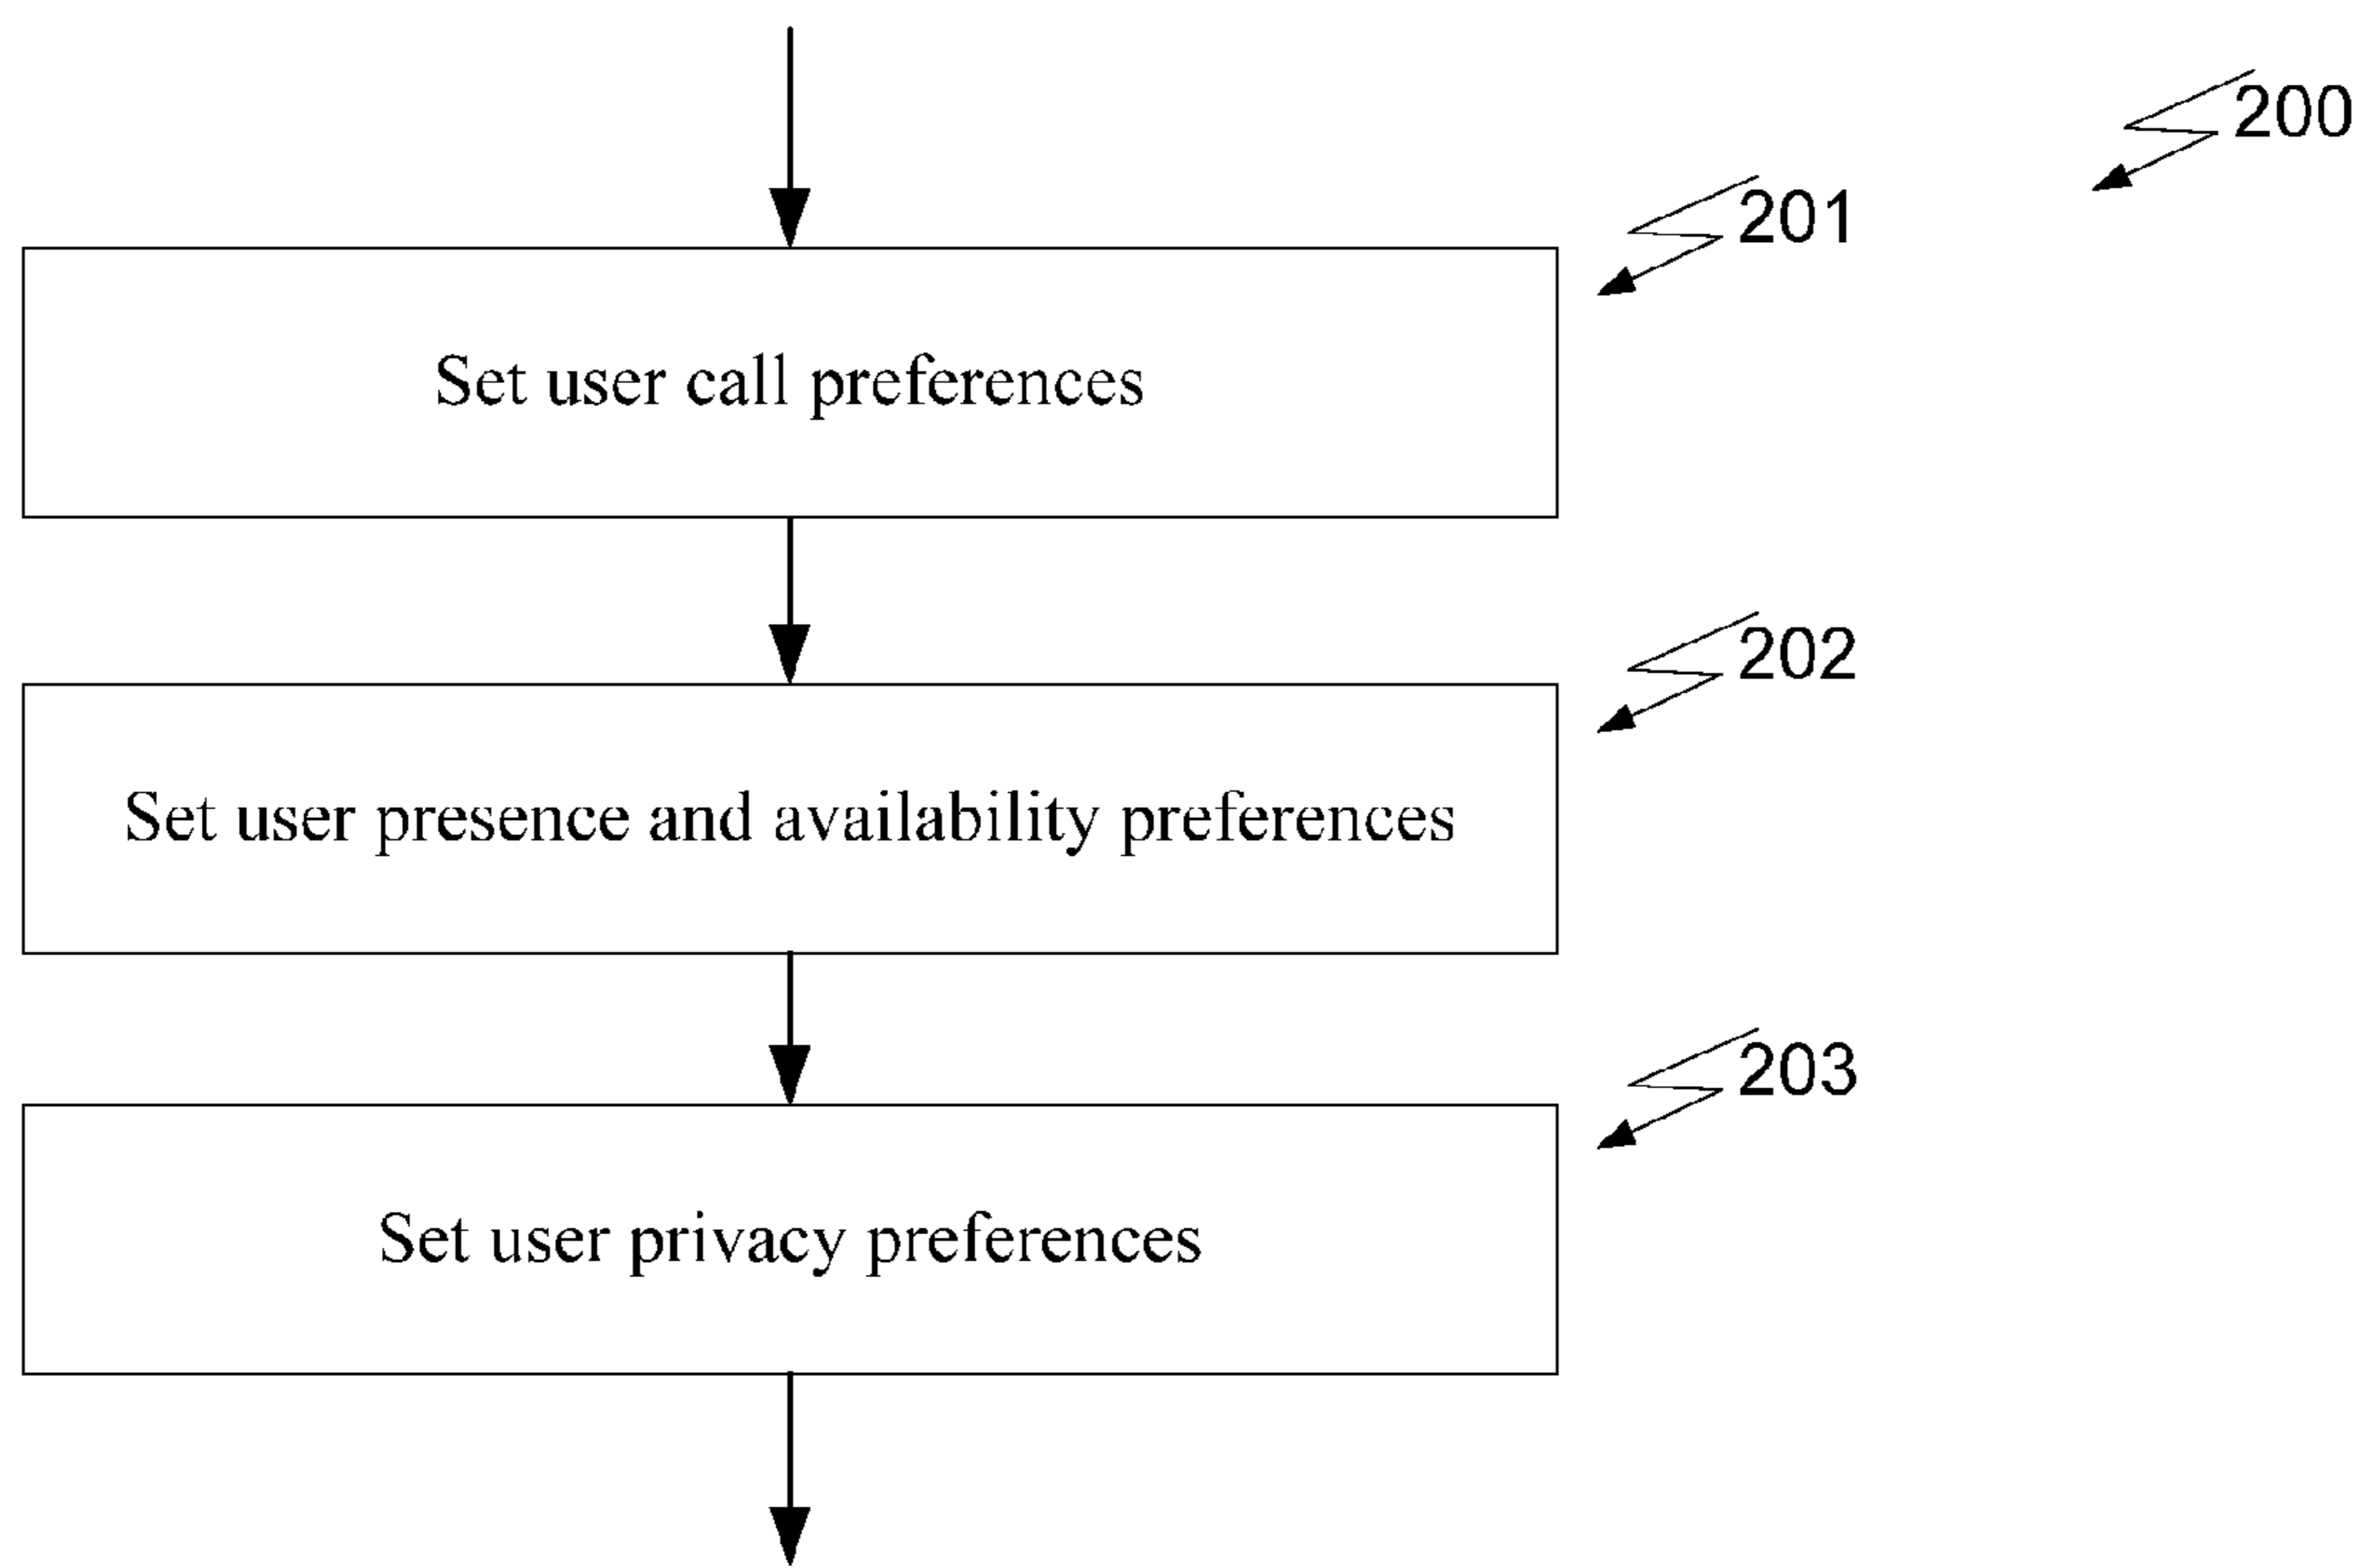 200
201
Set user call preferences
202
Set user presence and availability preferences
203
Set user privacy preferences